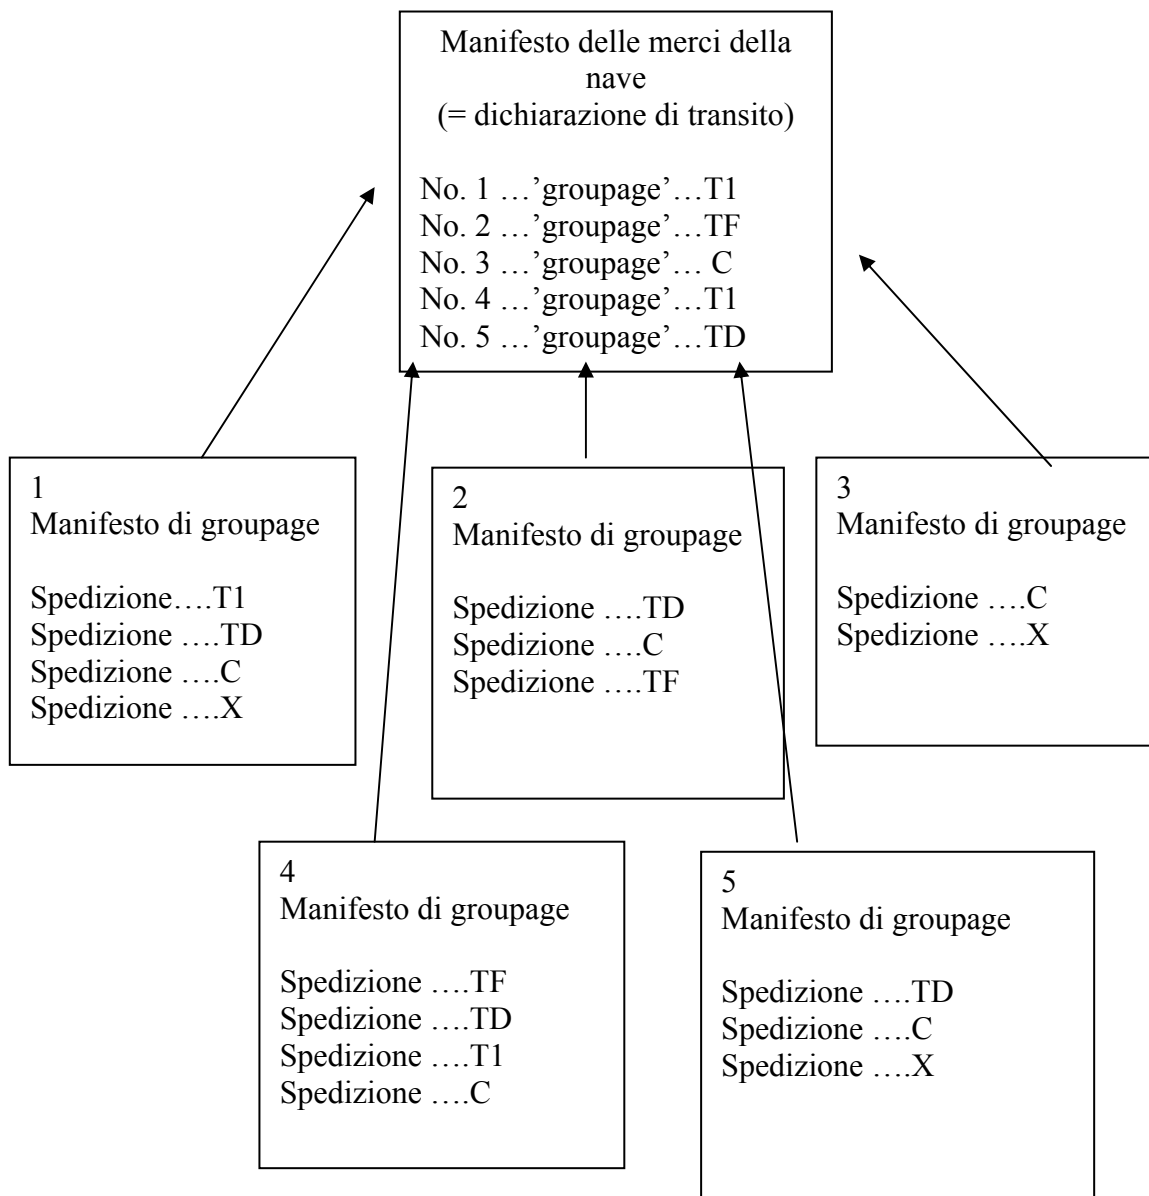 Manifesto delle merci della
nave
(= dichiarazione di transito)
No. 1 …’groupage’…T1
No. 2 …’groupage’…TF
No. 3 …’groupage’… C
No. 4 …’groupage’…T1
No. 5 …’groupage’…TD
1
Manifesto di groupage
Spedizione….T1
Spedizione ….TD
Spedizione ….C
Spedizione ….X
2
Manifesto di groupage
Spedizione ….TD
Spedizione ….C
Spedizione ….TF
3
Manifesto di groupage
Spedizione ….C
Spedizione ….X
4
Manifesto di groupage
Spedizione ….TF
Spedizione ….TD
Spedizione ….T1
Spedizione ….C
5
Manifesto di groupage
Spedizione ….TD
Spedizione ….C
Spedizione ….X